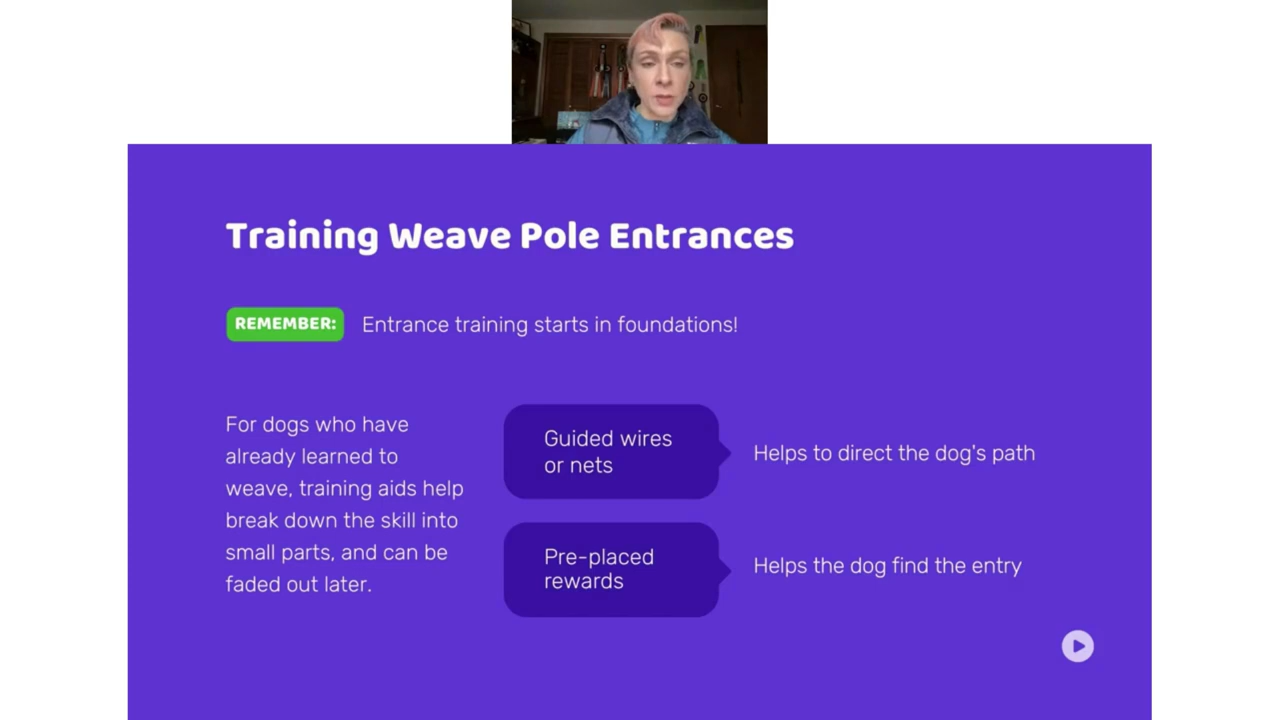 Training Weave Pole Entrances
REMEMBER: Entrance training starts in foundations!
For dogs who have
already learned to
weave, training aids help
break down the skill into
small parts, and can be
faded out later.
Guided wires
or nets
Helps to direct the dog's path
Pre-placed
rewards
Helps the dog find the entry